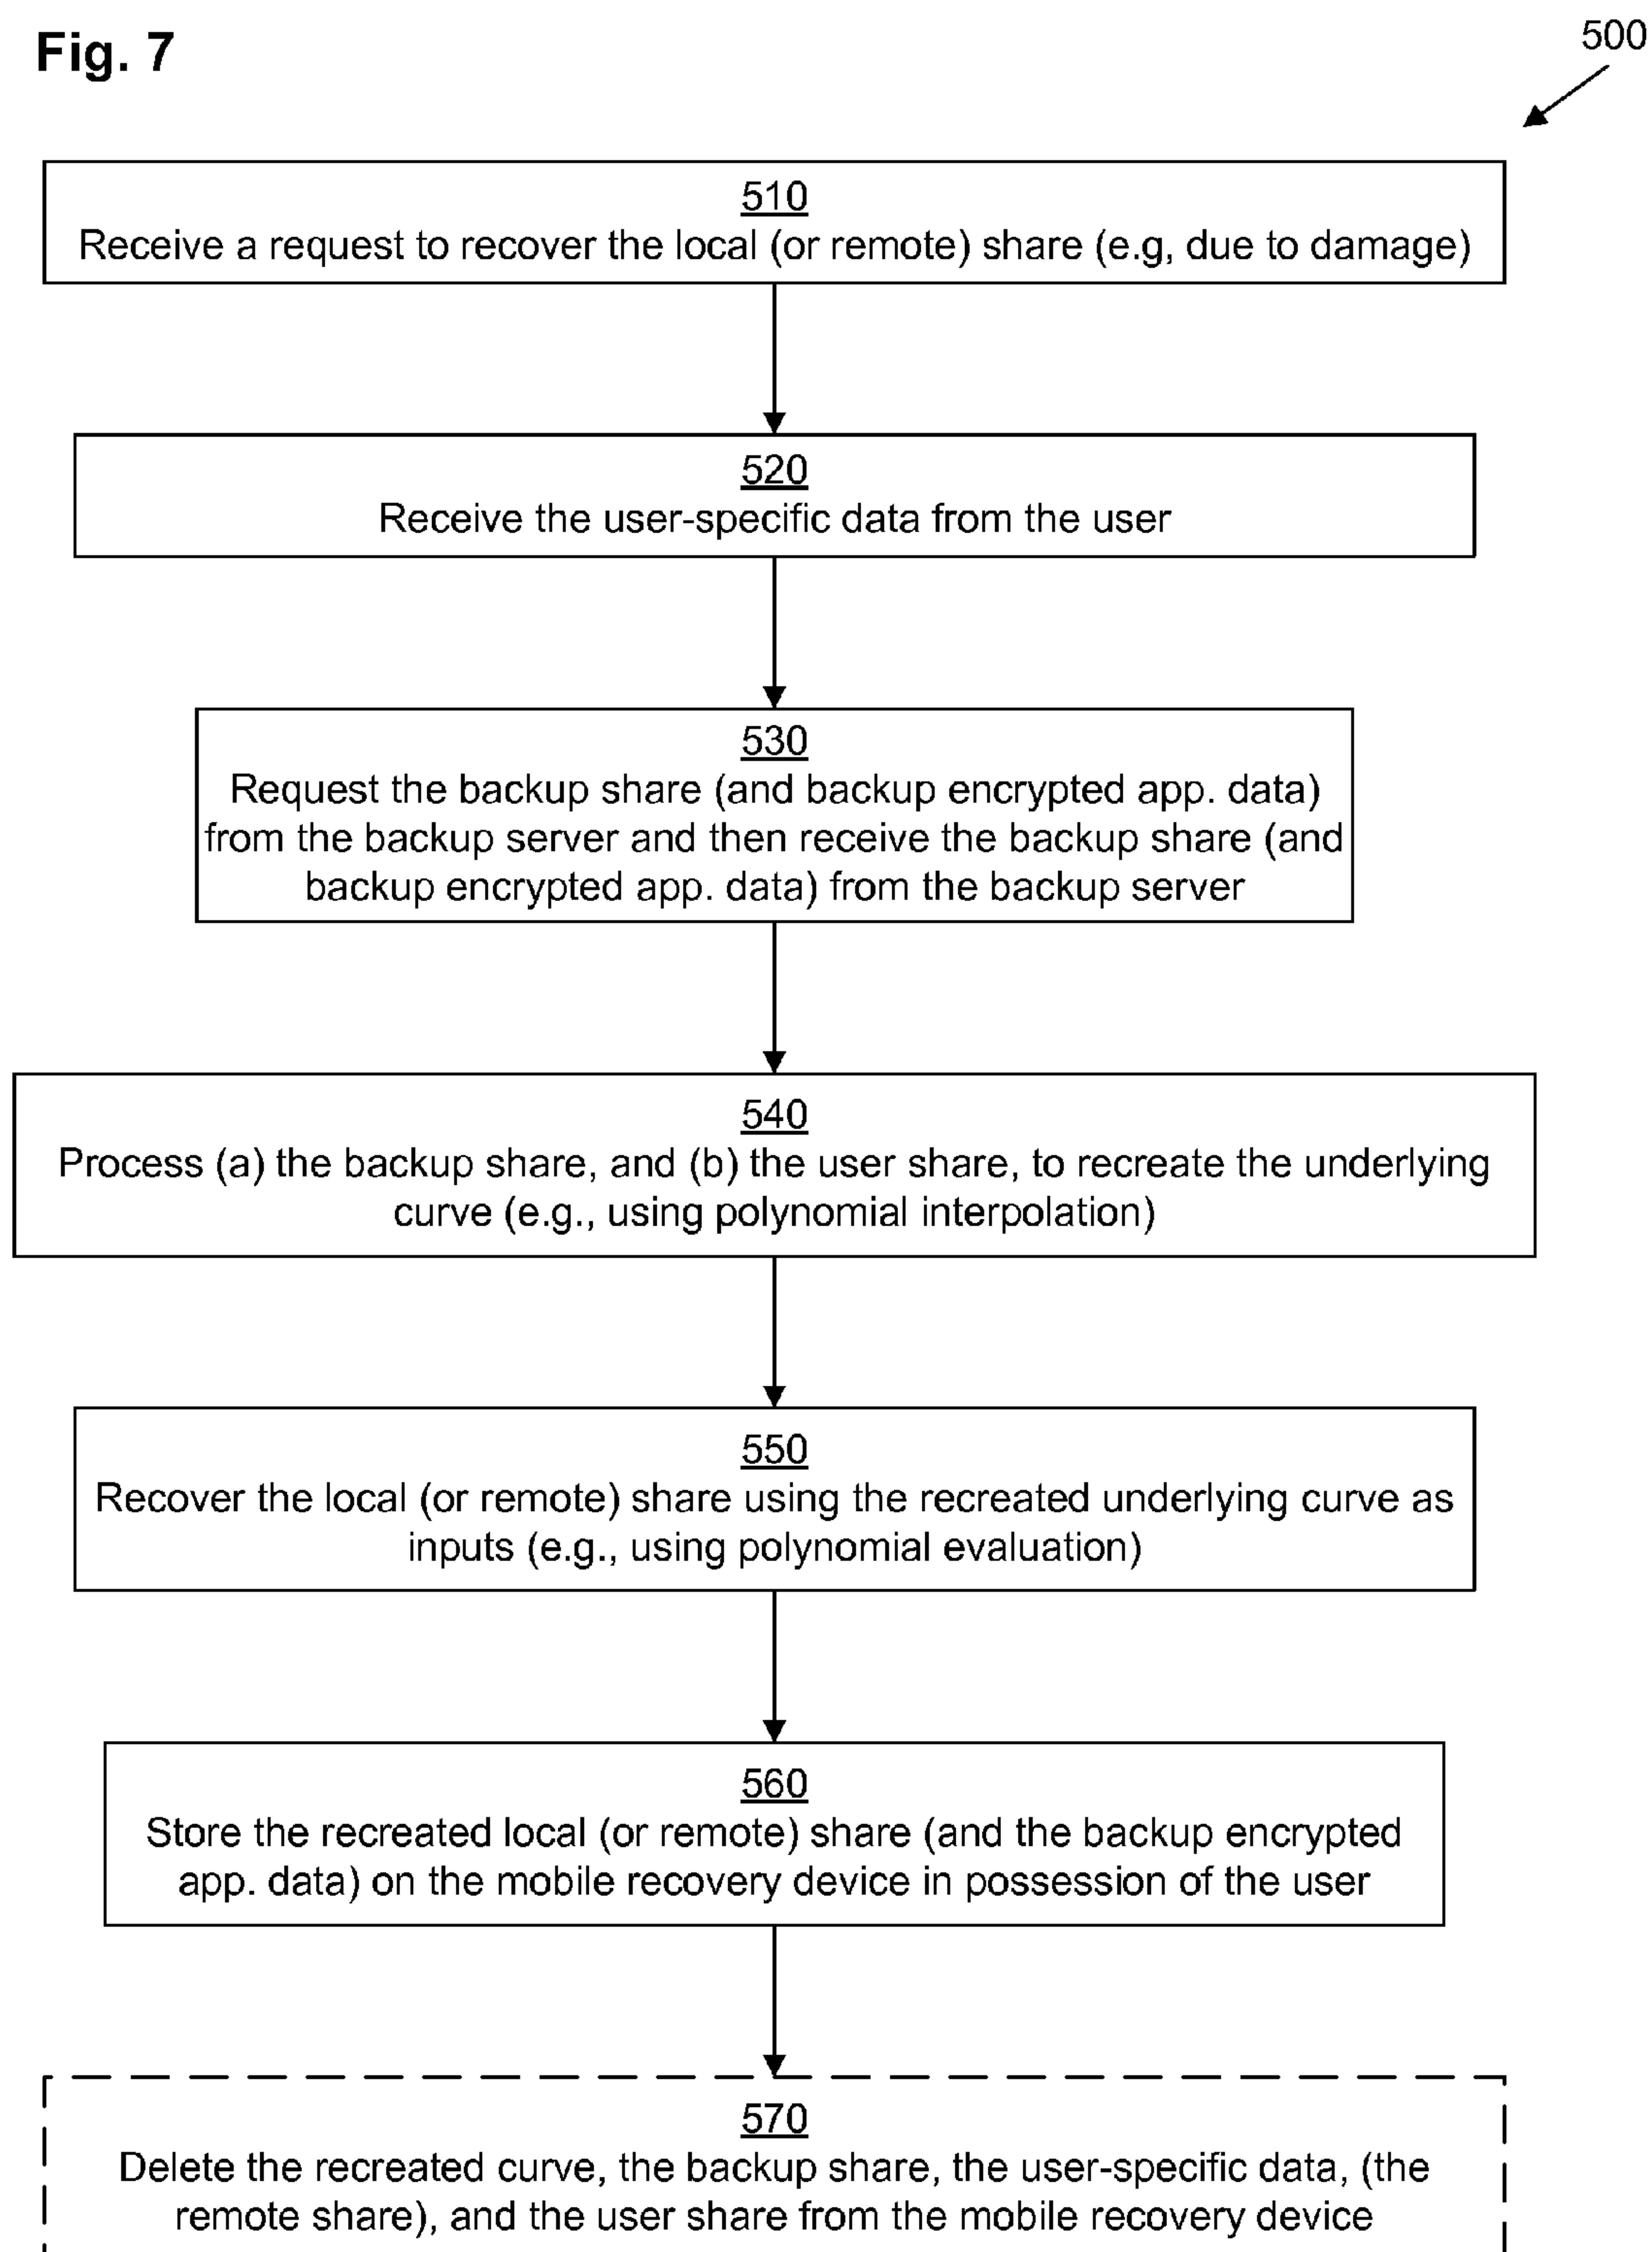 Fig. 7
500
510
Receive a request to recover the local (or remote) share (e.g, due to damage)
520
Receive the user-specific data from the user
530
Request the backup share (and backup encrypted app. data)
from the backup server and then receive the backup share (and
backup encrypted app. data) from the backup server
540
Process (a) the backup share, and (b) the user share, to recreate the underlying
curve (e.g., using polynomial interpolation)
550
Recover the local (or remote) share using the recreated underlying curve as
inputs (e.g., using polynomial evaluation)
560
Store the recreated local (or remote) share (and the backup encrypted
app. data) on the mobile recovery device in possession of the user
570
Delete the recreated curve, the backup share, the user-specific data, (the
remote share), and the user share from the mobile recovery device